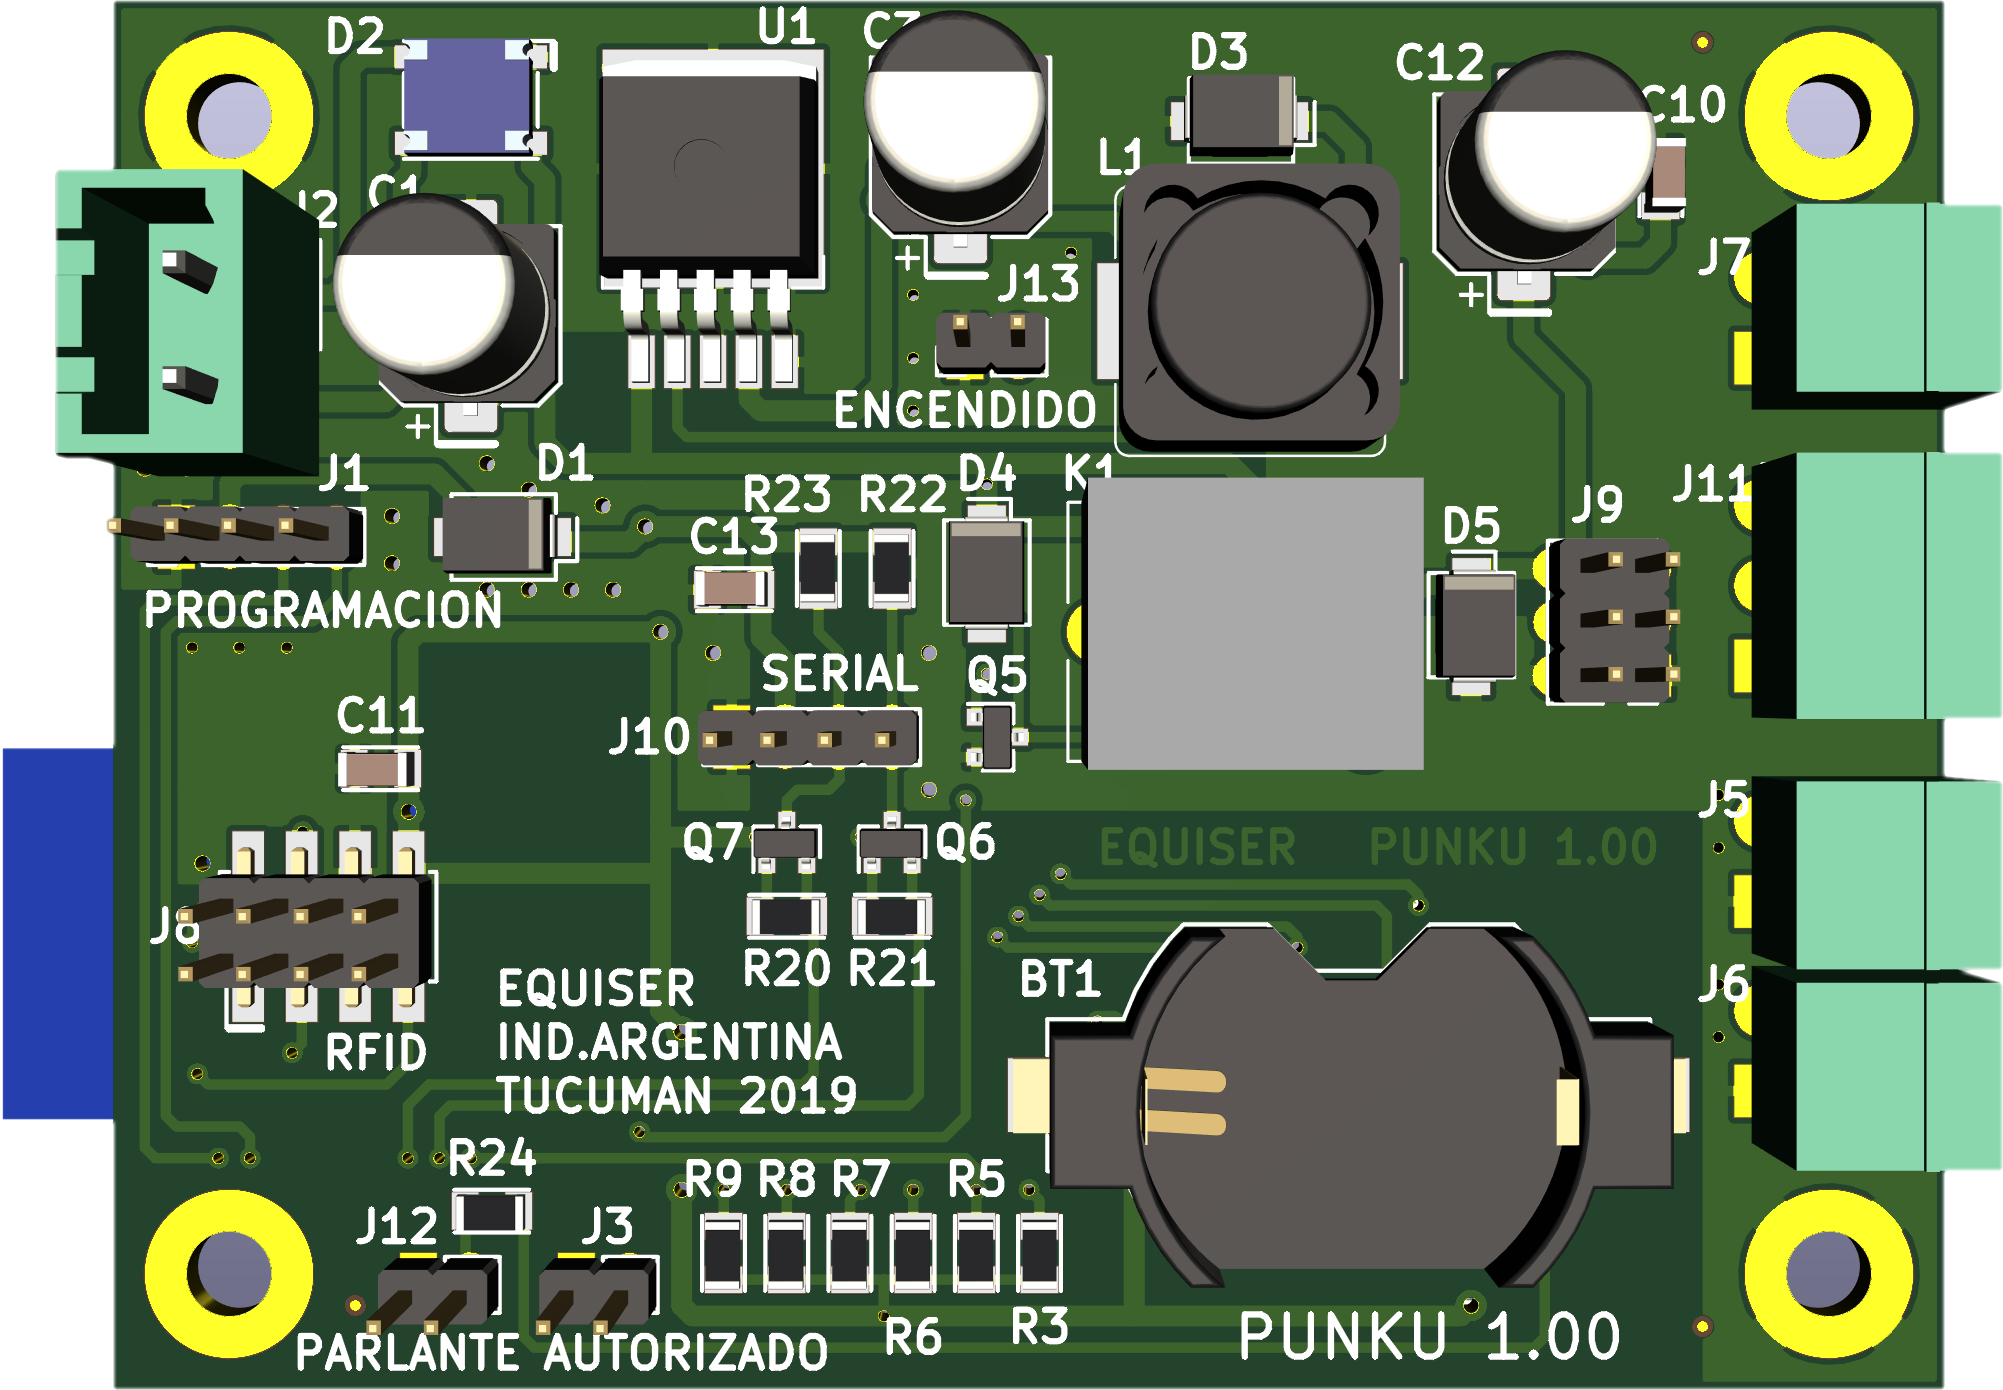 D2
U1
C3
D3
C12
C10
L1
C1
J2
J7
J13
+
+
+
ENCENDIDO
J1
D1
R23
R22
D4
K1
J11
J9
D5
C13
PROGRAMACION
SERIAL
Q5
C11
J10
J5
Q7
Q6
EQUISER PUNKU 1.00
J8
R20
R21
BT1
J6
EQUISER
IND.ARGENTINA
TUCUMAN 2019
RFID
R24
R9
R8
R7
R5
J12
J3
R6
R3
PUNKU 1.00
PARLANTE
AUTORIZADO